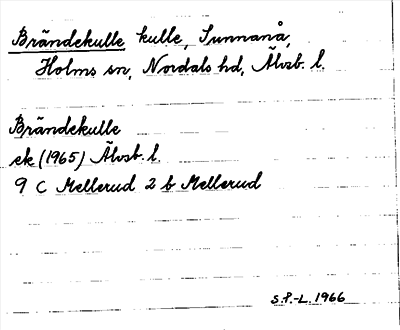 Brändekulle kulle, Sunnanå,
Holms sn, Nordals hd, Älvsb. l.
Brändekulle
ek (1965) Älvsb. l.
9 C Mellerud 2 b Mellerud
S.P.-L. 1966